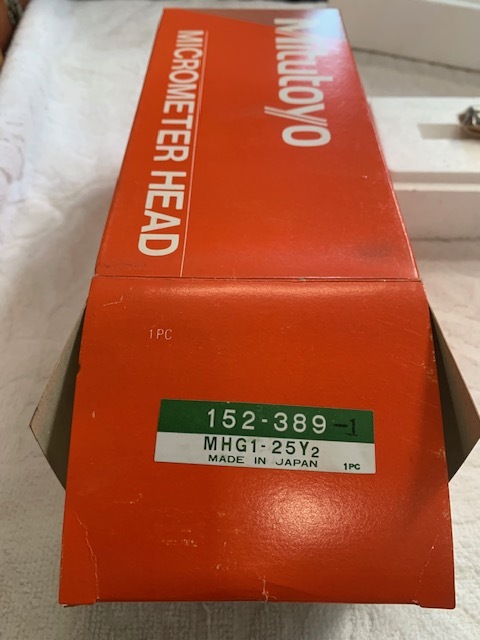 Mitutoyo
MICROMETER HEAD
1PC
152-389-1
MHG1-25Y2
MADE IN JAPAN 1PC